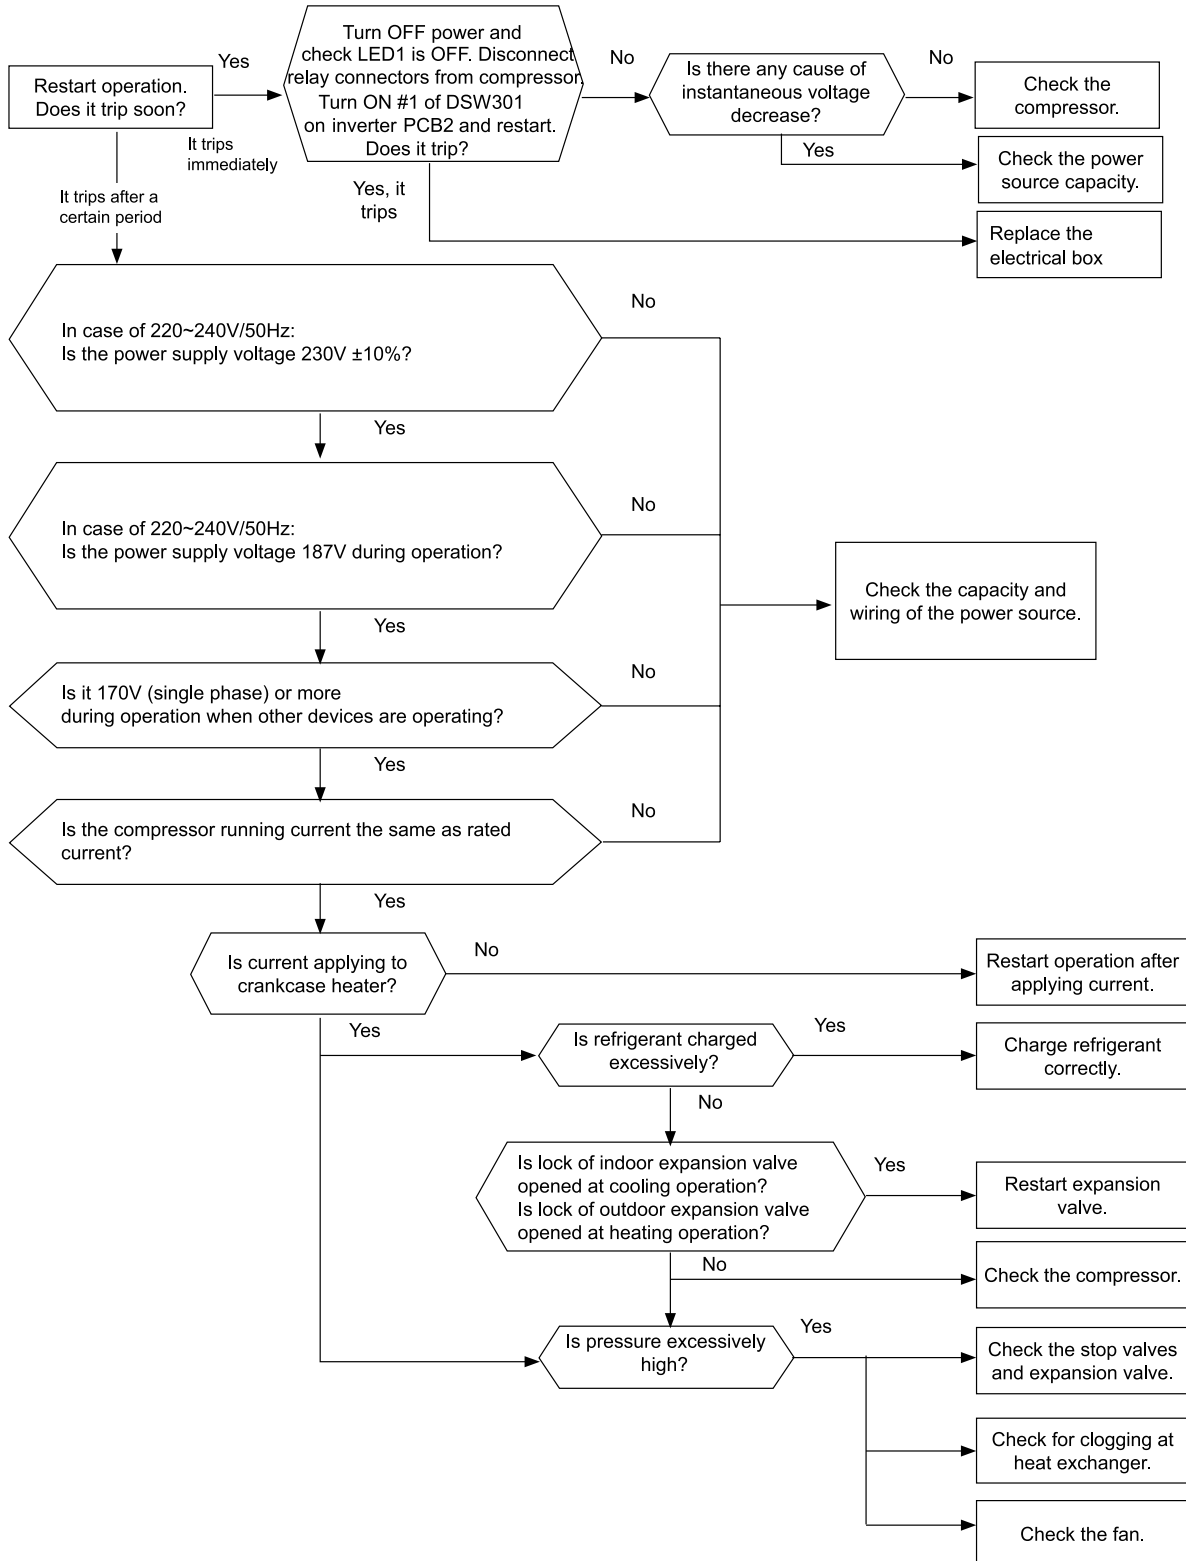 Turn OFF power and
check LED1 is OFF. Disconnect
relay connectors from compressor.
Turn ON #1 of DSW301
on inverter PCB2 and restart.
Does it trip?
Yes
No
No
Restart operation.
Does it trip soon?
Is there any cause of
instantaneous voltage
decrease?
Check the
compressor.
It trips
immediately
Yes
Check the power
source capacity.
Yes, it
trips
It trips after a
certain period
Replace the
electrical box
No
In case of 220~240V/50Hz:
Is the power supply voltage 230V ±10%?
Yes
No
In case of 220~240V/50Hz:
Is the power supply voltage 187V during operation?
Check the capacity and
wiring of the power source.
Yes
No
Is it 170V (single phase) or more
during operation when other devices are operating?
Yes
No
Is the compressor running current the same as rated
current?
Yes
Is current applying to
crankcase heater?
No
Restart operation after
applying current.
Yes
Is refrigerant charged
excessively?
Yes
Charge refrigerant
correctly.
No
Is lock of indoor expansion valve
opened at cooling operation?
Is lock of outdoor expansion valve
opened at heating operation?
Yes
Restart expansion
valve.
No
Check the compressor.
Is pressure excessively
high?
Yes
Check the stop valves
and expansion valve.
Check for clogging at
heat exchanger.
Check the fan.